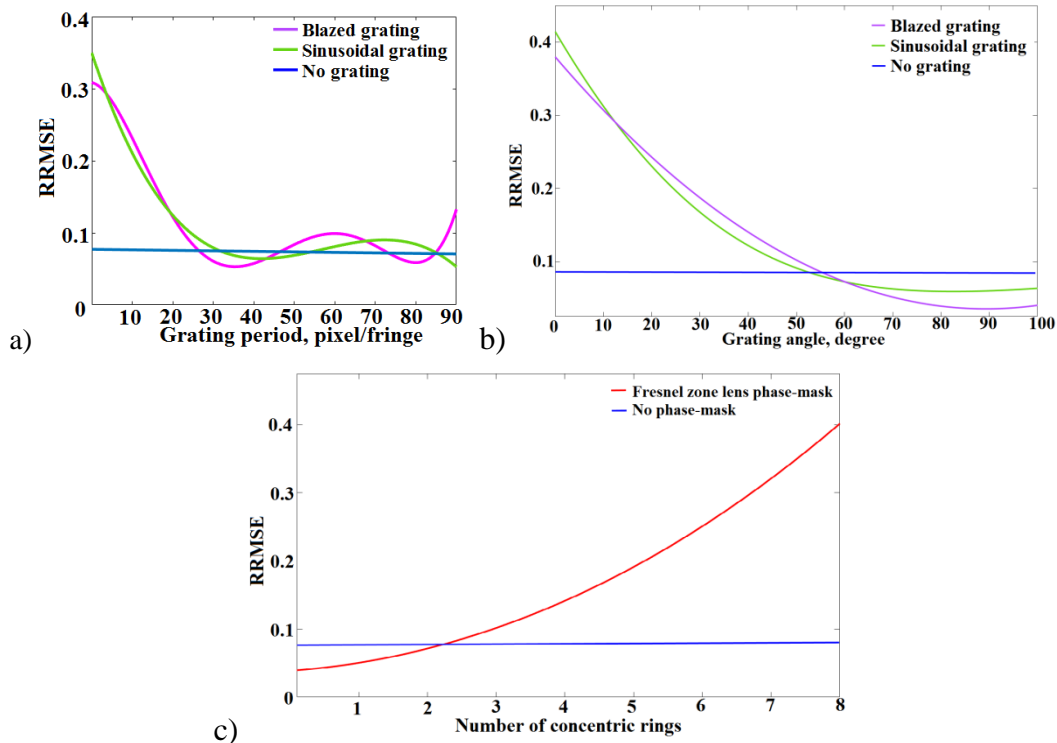 0.4
0.3
0.2
0.1
0
RRMSE
Blazed grating
Sinusoidal grating
No grating
10 20 30 40 50 60 70 80 90
Grating period, pixel/fringe
a)
0.4
0.3
0.2
0.1
RRMSE
Blazed grating
Sinusoidal grating
No grating
0 10 20 30 40 50 60 70 80 90 100
Grating angle, degree
b)
0.4
0.3
0.2
0.1
0
RRMSE
Fresnel zone lens phase-mask
No phase-mask
1 2 3 4 5 6 7 8
Number of concentric rings
c)